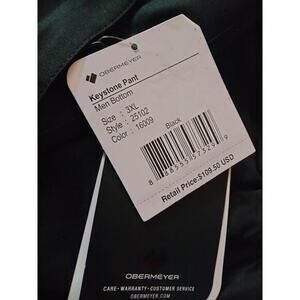 OBERMEYER
Keystone Pant
Men Bottom
Size : 3XL
Style : 25102
Color : 16009
Black
Retail Price:$109.50 USD
OBERMEYER
CARE • WARRANTY • CUSTOMER SERVICE
OBERMEYER.COM